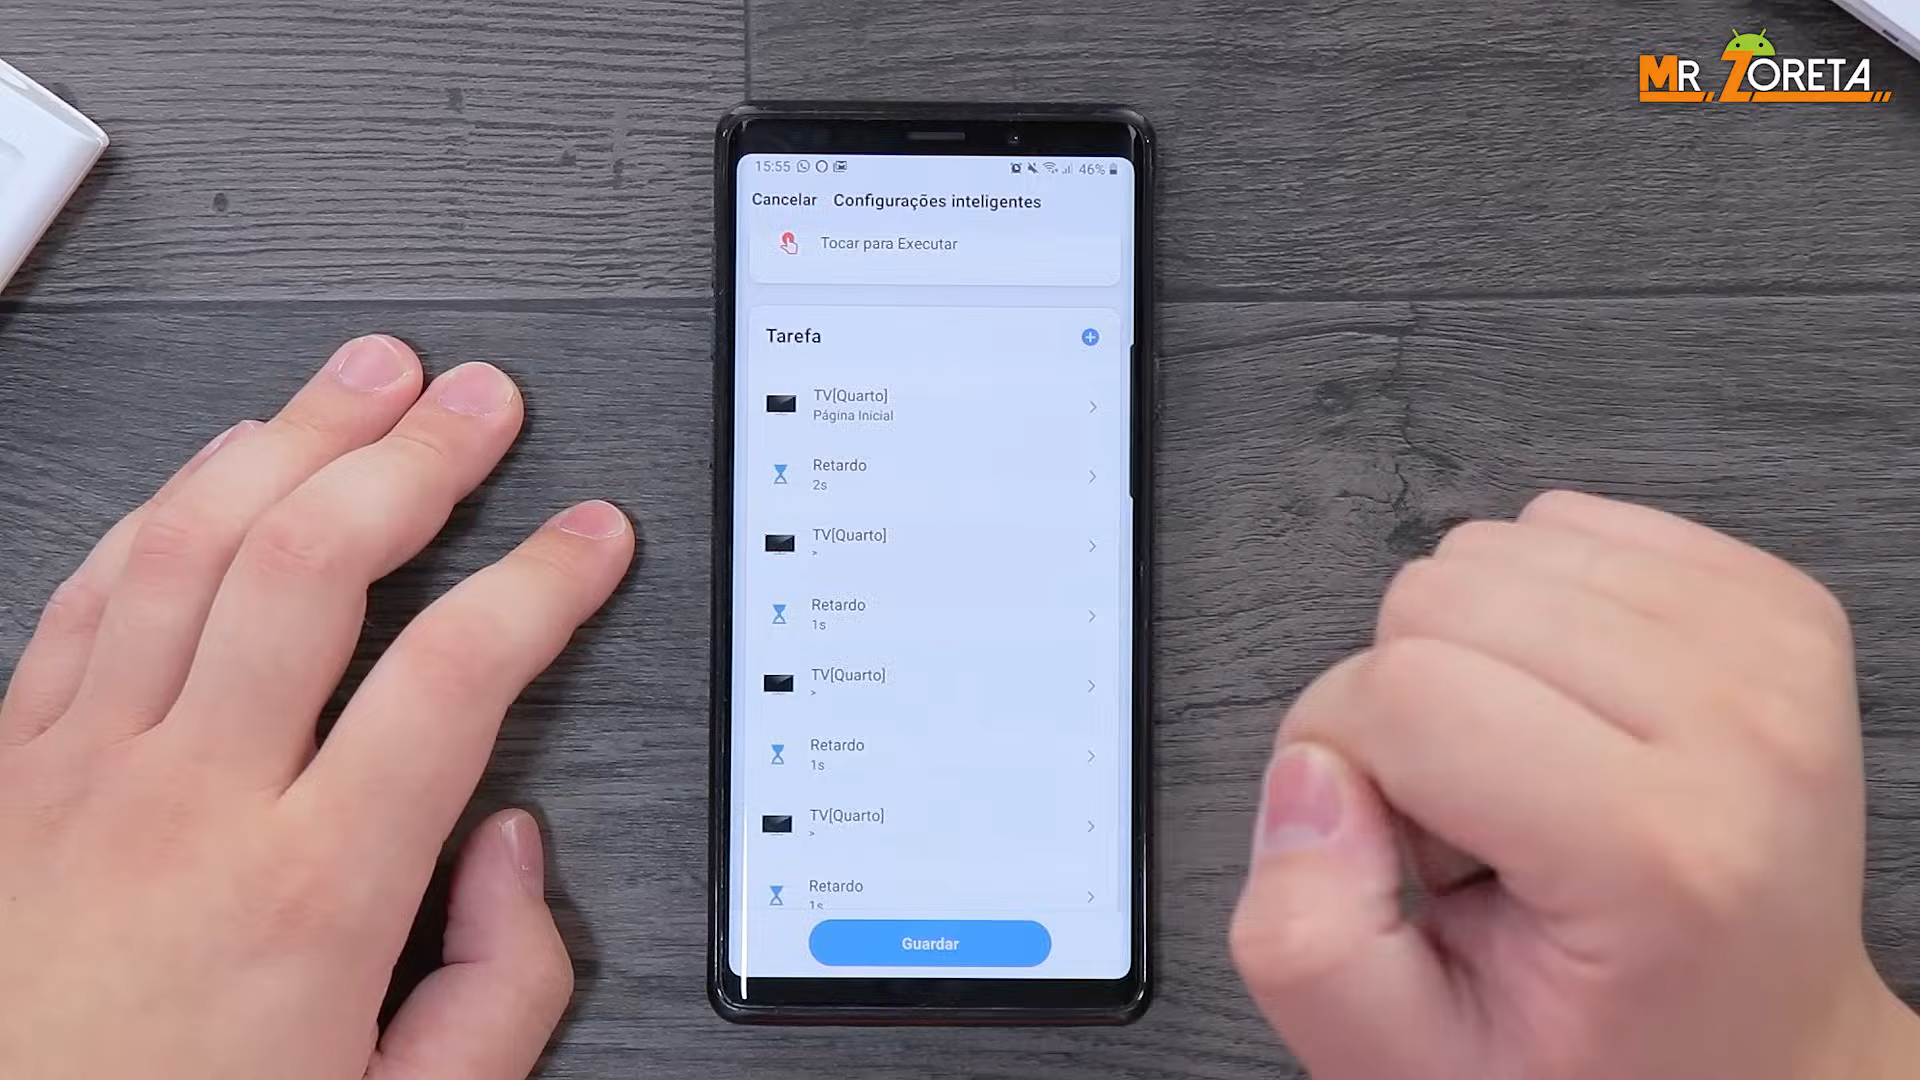 MR. ZORETA
15:55 46%
Cancelar Configurações inteligentes
Tocar para Executar
Tarefa
TV[Quarto]
Página Inicial
Retardo
2s
TV[Quarto]
>
Retardo
1s
TV[Quarto]
>
Retardo
1s
TV[Quarto]
>
Retardo
1s
Guardar